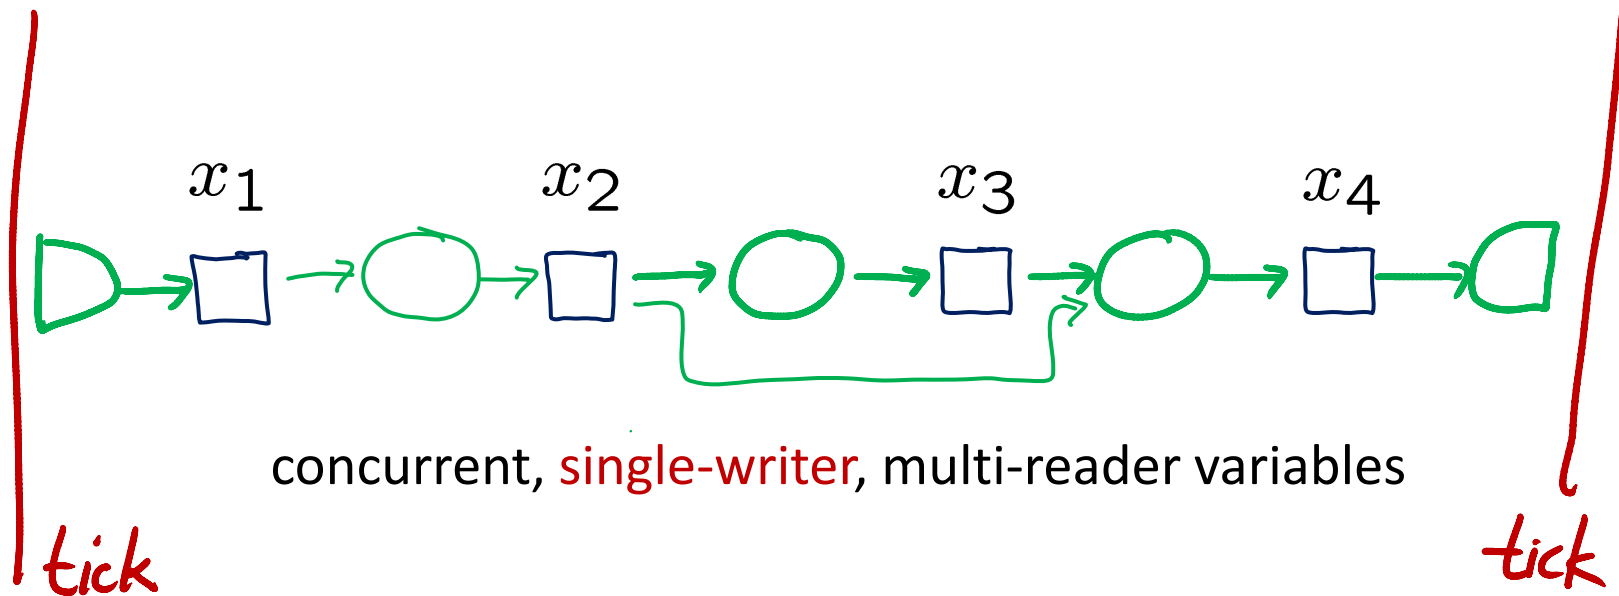 x1 x2 x3 x4
concurrent, single-writer, multi-reader variables
tick tick